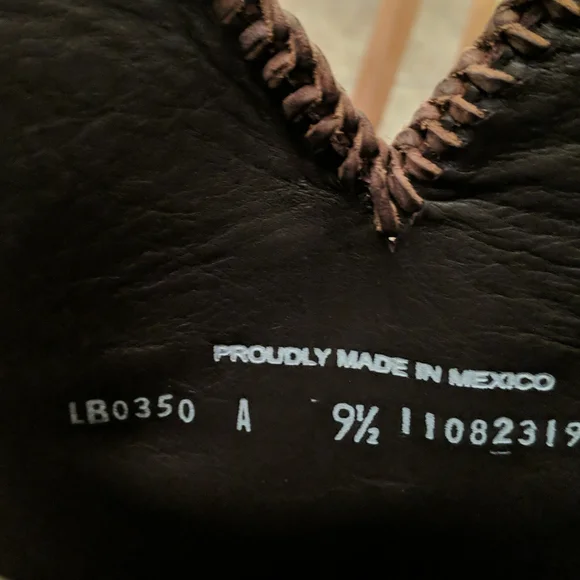 PROUDLY MADE IN MEXICO
LB0350 A 9½ 11082319